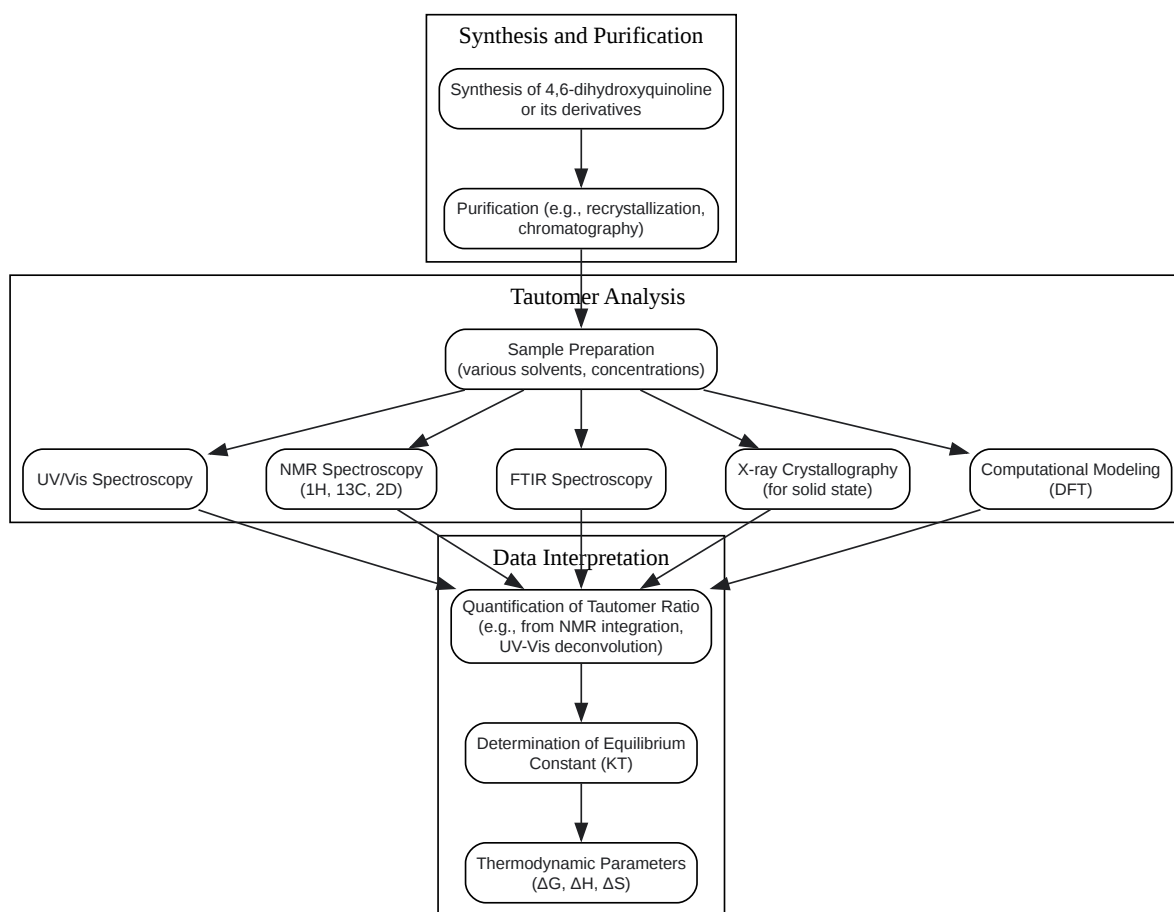 Synthesis and Purification
Synthesis of 4,6-dihydroxyquinoline
or its derivatives
Purification (e.g., recrystallization,
chromatography)
Tautomer Analysis
Sample Preparation
(various solvents, concentrations)
UV/Vis Spectroscopy
NMR Spectroscopy
(1H, 13C, 2D)
FTIR Spectroscopy
X-ray Crystallography
(for solid state)
Computational Modeling
(DFT)
Data Interpretation
Quantification of Tautomer Ratio
(e.g., from NMR integration,
UV-Vis deconvolution)
Determination of Equilibrium
Constant (KT)
Thermodynamic Parameters
(ΔG, ΔH, ΔS)